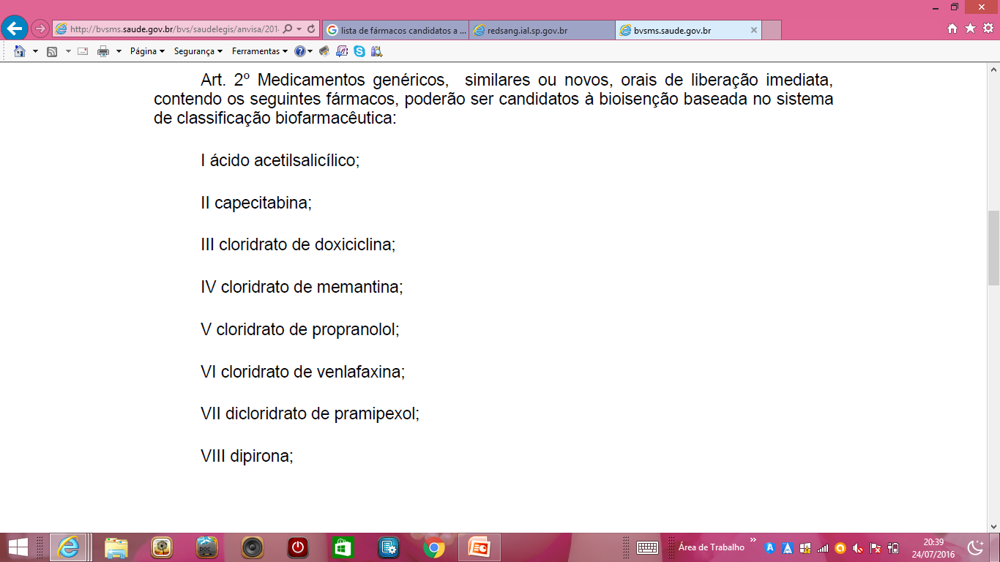 http://bvsms.saude.gov.br/bvs/saudelegis/anvisa/201
lista de fármacos candidatos a ...
redsang.ial.sp.gov.br
bvsms.saude.gov.br
Página
Segurança
Ferramentas
Art. 2º Medicamentos genéricos, similares ou novos, orais de liberação imediata,
contendo os seguintes fármacos, poderão ser candidatos à bioisenção baseada no sistema
de classificação biofarmacêutica:
I ácido acetilsalicílico;
II capecitabina;
III cloridrato de doxiciclina;
IV cloridrato de memantina;
V cloridrato de propranolol;
VI cloridrato de venlafaxina;
VII dicloridrato de pramipexol;
VIII dipirona;
DOC
Área de Trabalho
20:39
24/07/2016